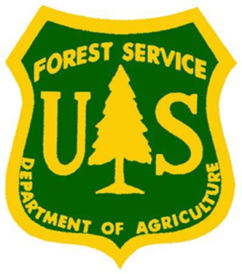 FOREST SERVICE
U S
DEPARTMENT OF AGRICULTURE